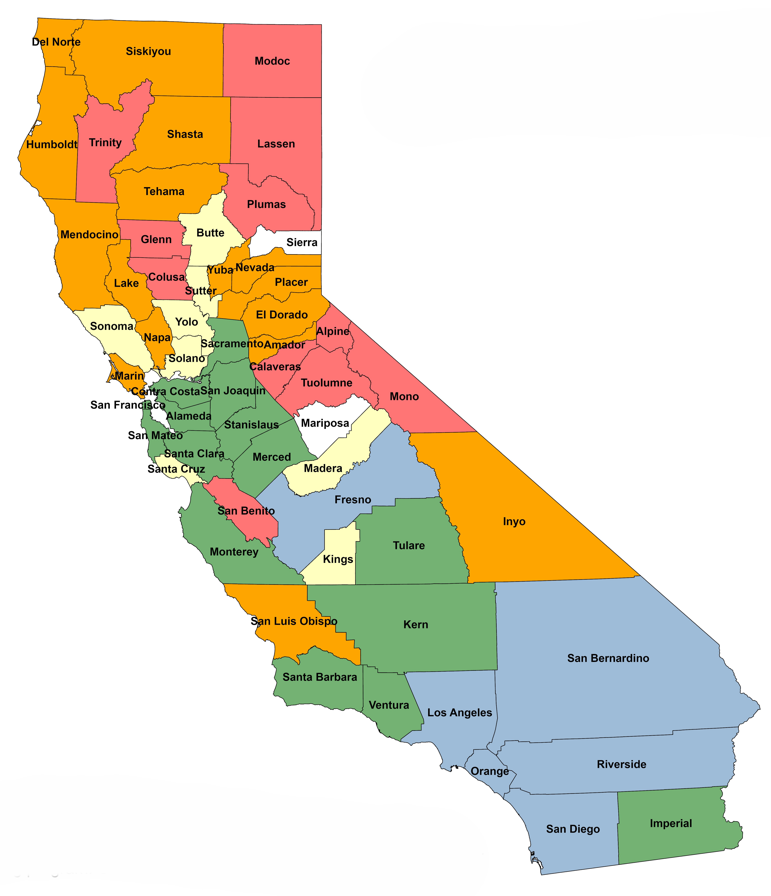 Del Norte
Siskiyou
Modoc
Humboldt
Trinity
Shasta
Lassen
Tehama
Plumas
Mendocino
Glenn
Butte
Sierra
Lake
Colusa
Yuba
Nevada
Sutter
Placer
Sonoma
Napa
Yolo
El Dorado
Solano
Sacramento
Amador
Alpine
Marin
Calaveras
Contra Costa
San Joaquin
Tuolumne
Mono
San Francisco
Alameda
Stanislaus
Mariposa
San Mateo
Santa Clara
Merced
Santa Cruz
Madera
San Benito
Fresno
Inyo
Monterey
Kings
Tulare
San Luis Obispo
Kern
San Bernardino
Santa Barbara
Ventura
Los Angeles
Orange
Riverside
San Diego
Imperial